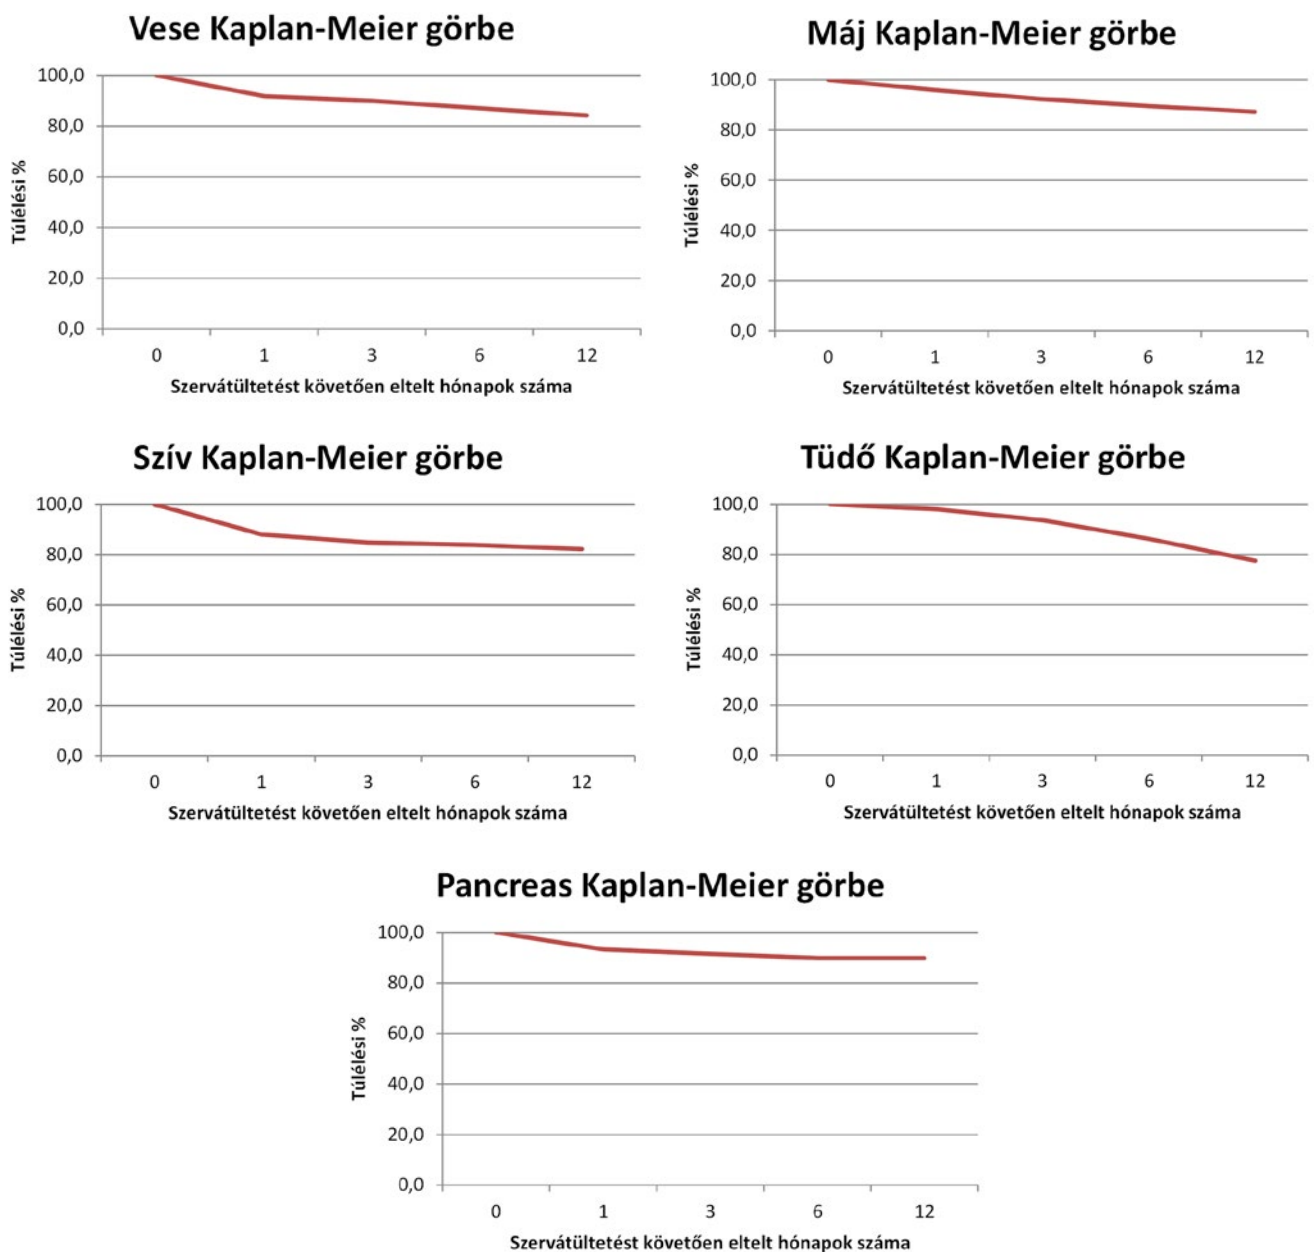 Vese Kaplan-Meier görbe
100,0
80,0
60,0
40,0
20,0
0,0
Túlélési %
0 1 3 6 12
Szervátültetést követően eltelt hónapok száma
Máj Kaplan-Meier görbe
100,0
80,0
60,0
40,0
20,0
0,0
Túlélési %
0 1 3 6 12
Szervátültetést követően eltelt hónapok száma
Szív Kaplan-Meier görbe
100,0
80,0
60,0
40,0
20,0
0,0
Túlélési %
0 1 3 6 12
Szervátültetést követően eltelt hónapok száma
Tüdő Kaplan-Meier görbe
100,0
80,0
60,0
40,0
20,0
0,0
Túlélési %
0 1 3 6 12
Szervátültetést követően eltelt hónapok száma
Pancreas Kaplan-Meier görbe
100,0
80,0
60,0
40,0
20,0
0,0
Túlélési %
0 1 3 6 12
Szervátültetést követően eltelt hónapok száma